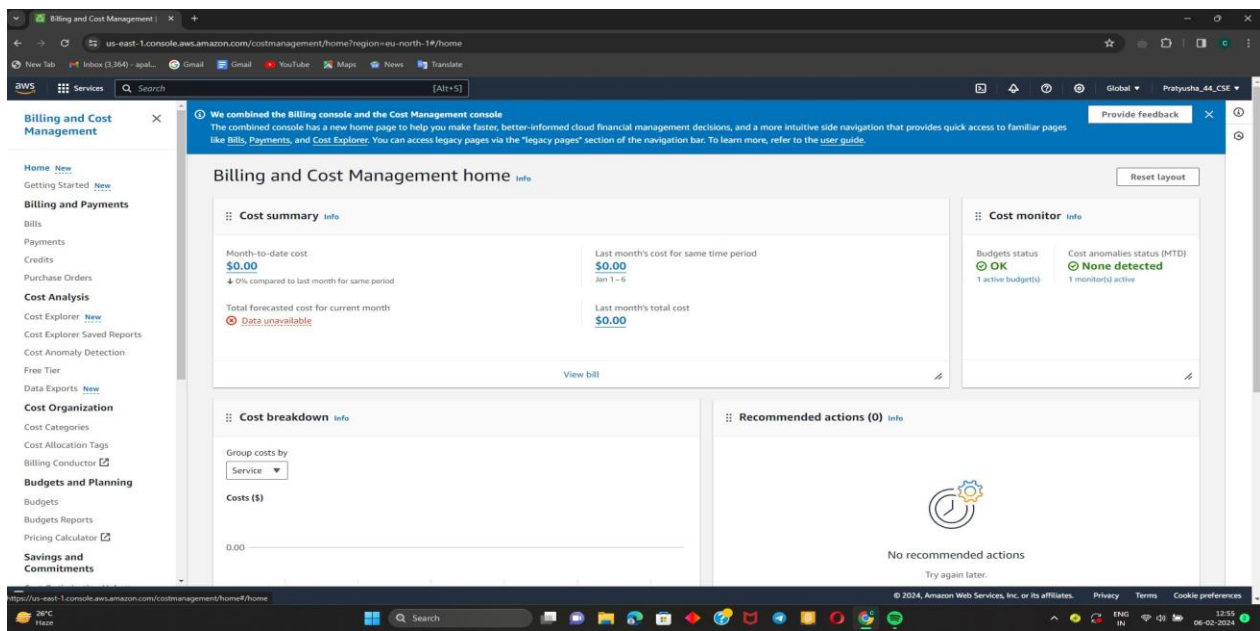 Billing and Cost Management |
us-east-1.console.aws.amazon.com/costmanagement/home?region=eu-north-1#/home
New Tab Inbox (3,364) - apal... Gmail Gmail YouTube Maps News Translate
aws Services Search [Alt+S] Global Pratyusha_44_CSE
Billing and Cost
Management
Home New
Getting Started New
Billing and Payments
Bills
Payments
Credits
Purchase Orders
Cost Analysis
Cost Explorer New
Cost Explorer Saved Reports
Cost Anomaly Detection
Free Tier
Data Exports New
Cost Organization
Cost Categories
Cost Allocation Tags
Billing Conductor
Budgets and Planning
Budgets
Budgets Reports
Pricing Calculator
Savings and
Commitments
We combined the Billing console and the Cost Management console
The combined console has a new home page to help you make faster, better-informed cloud financial management decisions, and a more intuitive side navigation that provides quick access to familiar pages
like Bills, Payments, and Cost Explorer. You can access legacy pages via the "legacy pages" section of the navigation bar. To learn more, refer to the user guide.
Provide feedback
Billing and Cost Management home Info
Reset layout
Cost summary Info
Month-to-date cost
$0.00
0% compared to last month for same period
Last month's cost for same time period
$0.00
Jan 1 – 6
Total forecasted cost for current month
Data unavailable
Last month's total cost
$0.00
View bill
Cost monitor Info
Budgets status
OK
1 active budget(s)
Cost anomalies status (MTD)
None detected
1 monitor(s) active
Cost breakdown Info
Group costs by
Service
Costs ($)
0.00
Recommended actions (0) Info
No recommended actions
Try again later.
https://us-east-1.console.aws.amazon.com/costmanagement/home#/home
© 2024, Amazon Web Services, Inc. or its affiliates. Privacy Terms Cookie preferences
26°C
Haze
Search
ENG
IN
12:55
06-02-2024